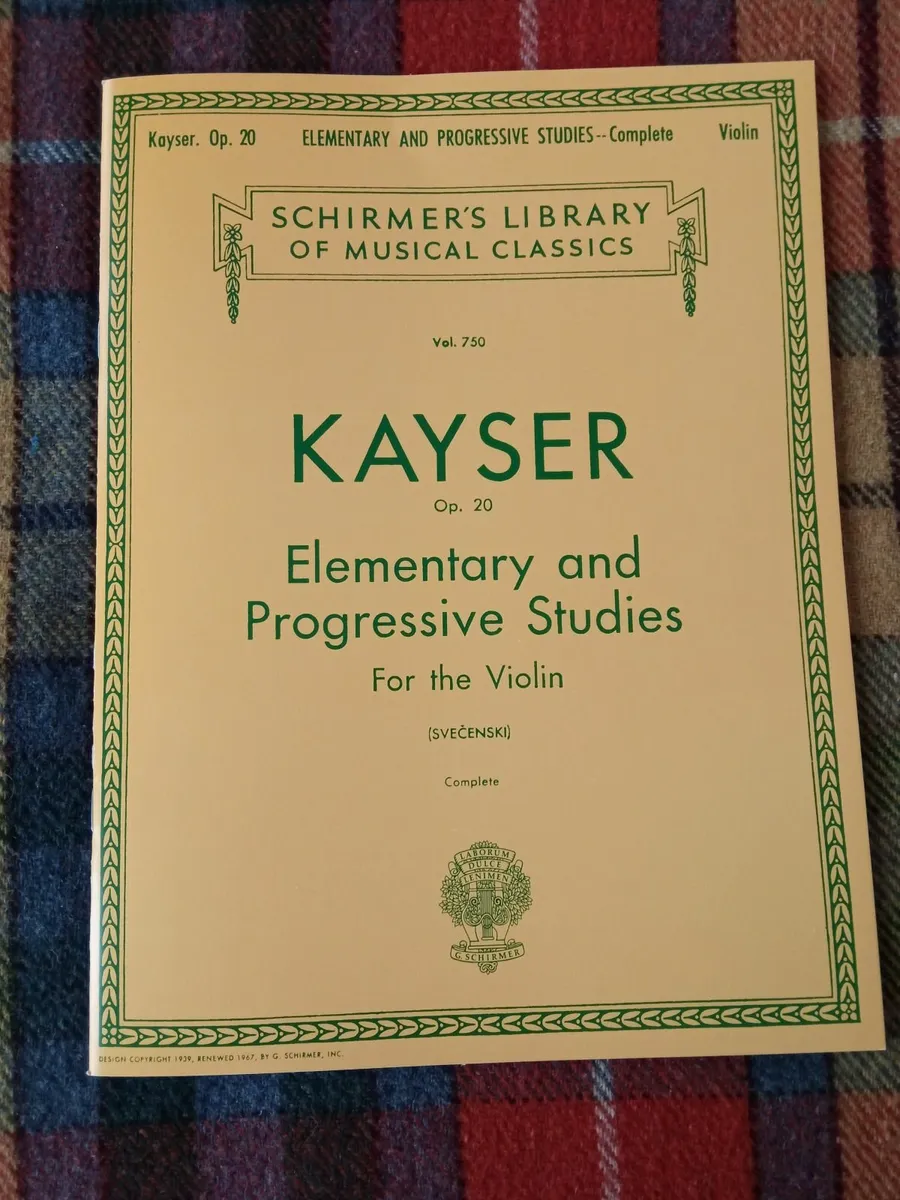 Kayser. Op. 20 ELEMENTARY AND PROGRESSIVE STUDIES--Complete Violin
SCHIRMER'S LIBRARY
OF MUSICAL CLASSICS
Vol. 750
KAYSER
Op. 20
Elementary and
Progressive Studies
For the Violin
(SVEČENSKI)
Complete
LABORUM
DULCE
LENIMEN
G. SCHIRMER
DESIGN COPYRIGHT 1939, RENEWED 1967, BY G. SCHIRMER, INC.